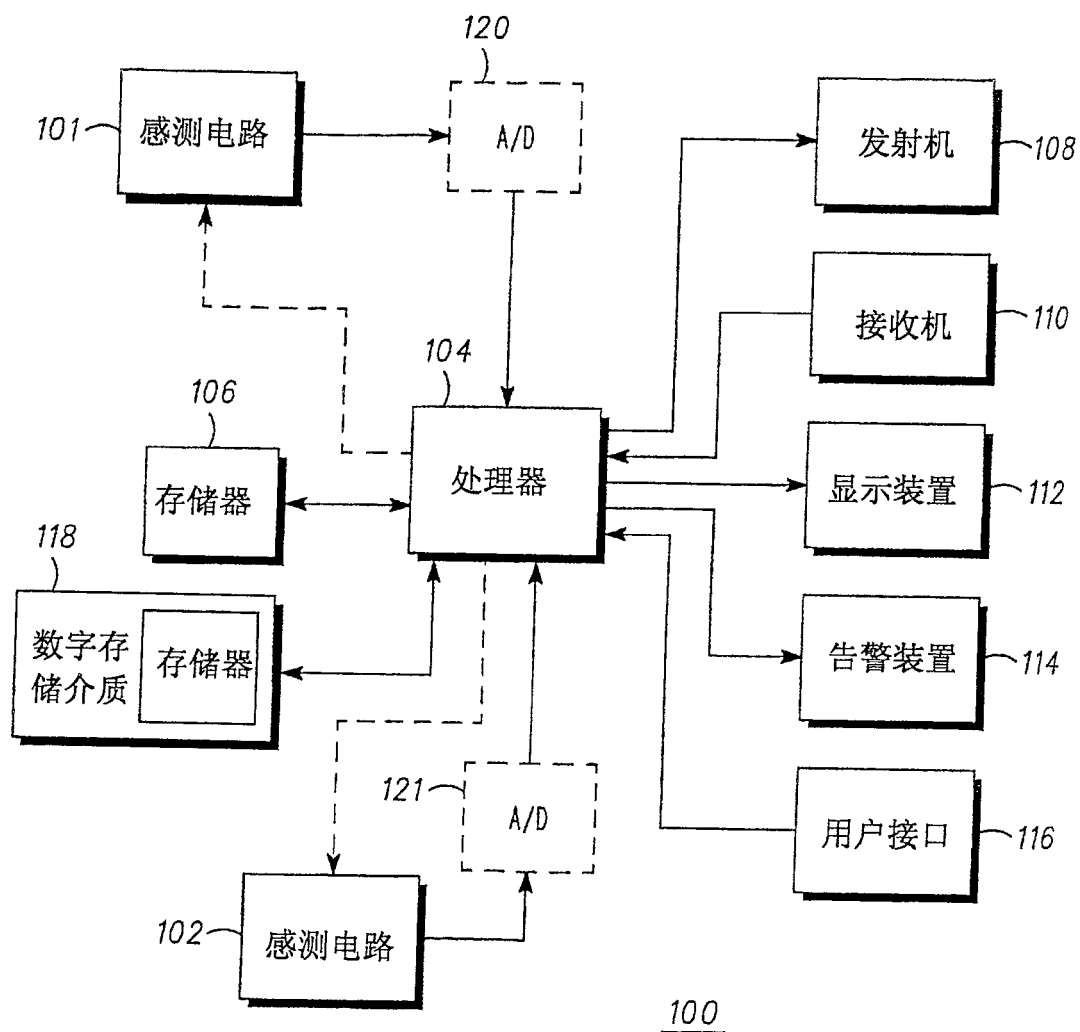 120
101
感测电路
A/D
发射机
108
接收机
110
104
106
存储器
处理器
显示装置
112
118
数字存
储介质
存储器
告警装置
114
121
A/D
用户接口
116
102
感测电路
100